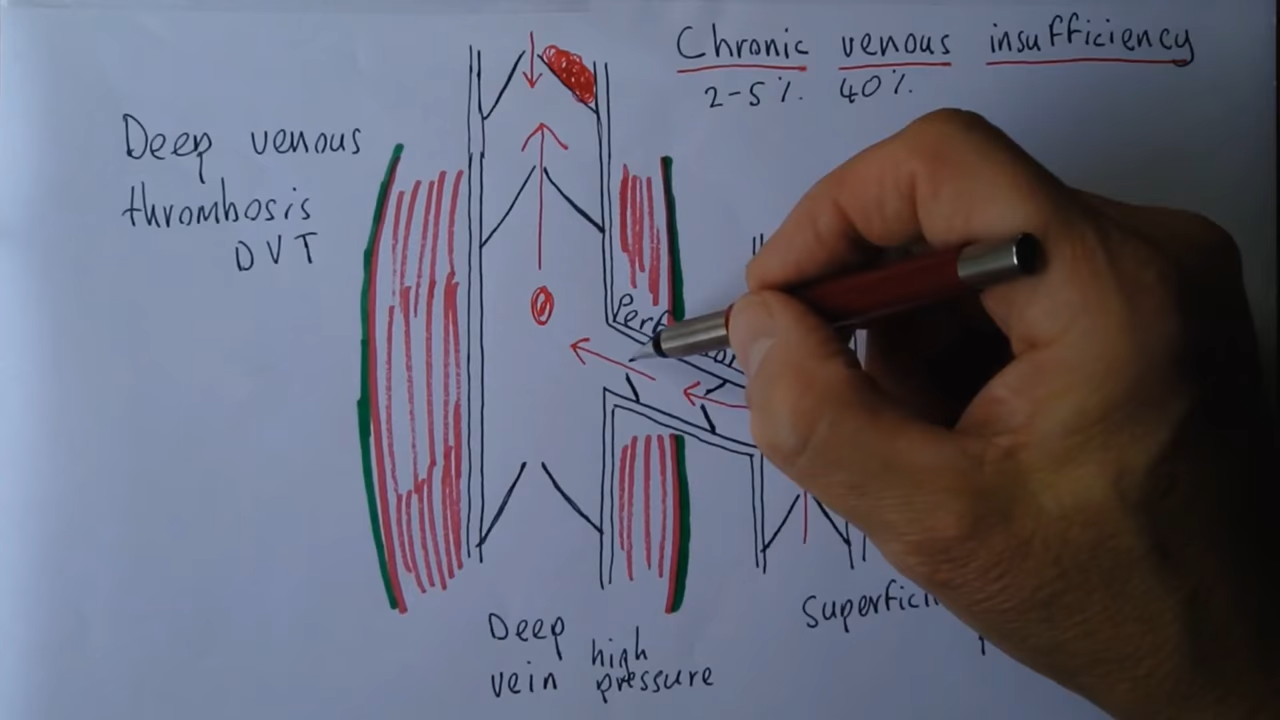 Chronic venous insufficiency
2-5%. 40%.
Deep venous
thrombosis
DVT
Deep
vein
high
pressure